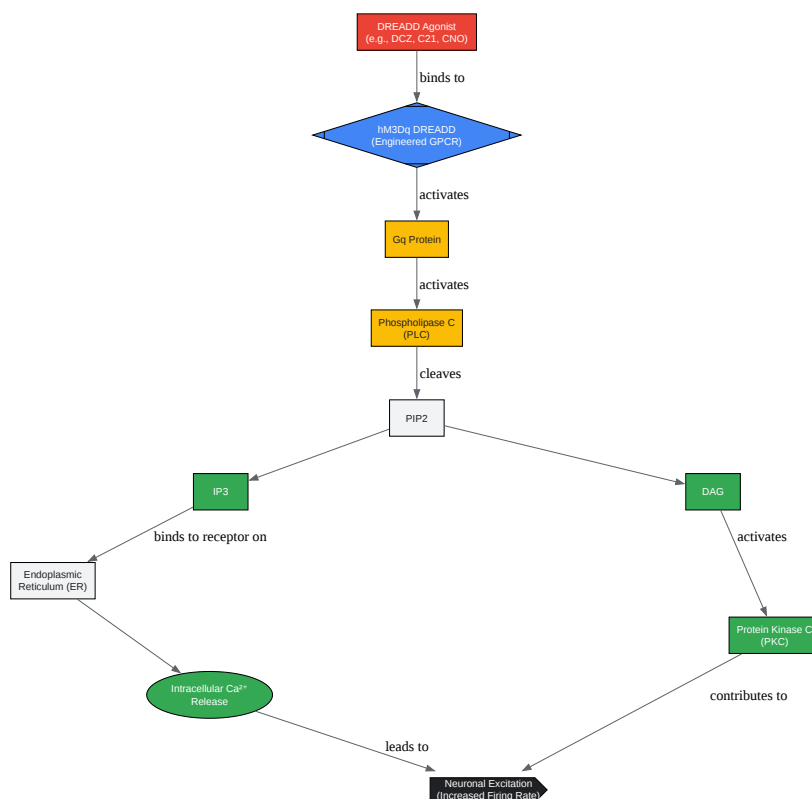 DREADD Agonist
(e.g., DCZ, C21, CNO)
binds to
hM3Dq DREADD
(Engineered GPCR)
activates
Gq Protein
activates
Phospholipase C
(PLC)
cleaves
PIP2
IP3
DAG
binds to receptor on
activates
Endoplasmic
Reticulum (ER)
Protein Kinase C
(PKC)
Intracellular Ca²⁺
Release
contributes to
leads to
Neuronal Excitation
(Increased Firing Rate)